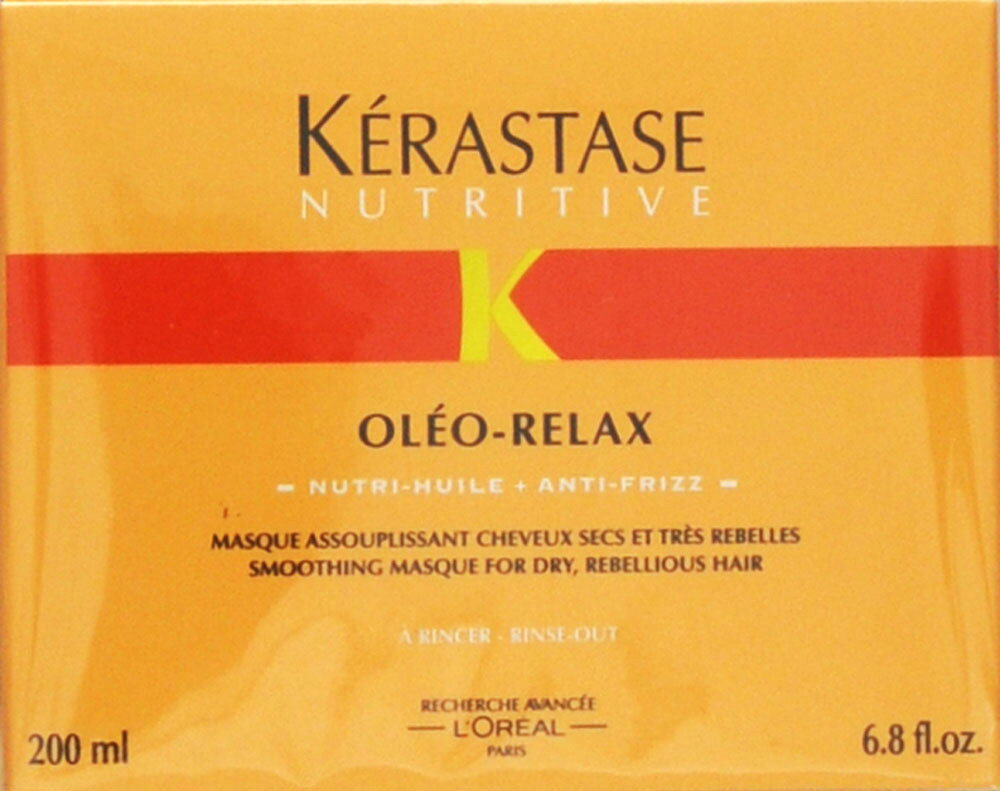 KÉRASTASE
NUTRITIVE
K
OLÉO-RELAX
- NUTRI-HUILE + ANTI-FRIZZ -
MASQUE ASSOUPLISSANT CHEVEUX SECS ET TRÈS REBELLES
SMOOTHING MASQUE FOR DRY, REBELLIOUS HAIR
À RINCER - RINSE-OUT
RECHERCHE AVANCÉE
— L'ORÉAL —
PARIS
200 ml
6.8 fl.oz.